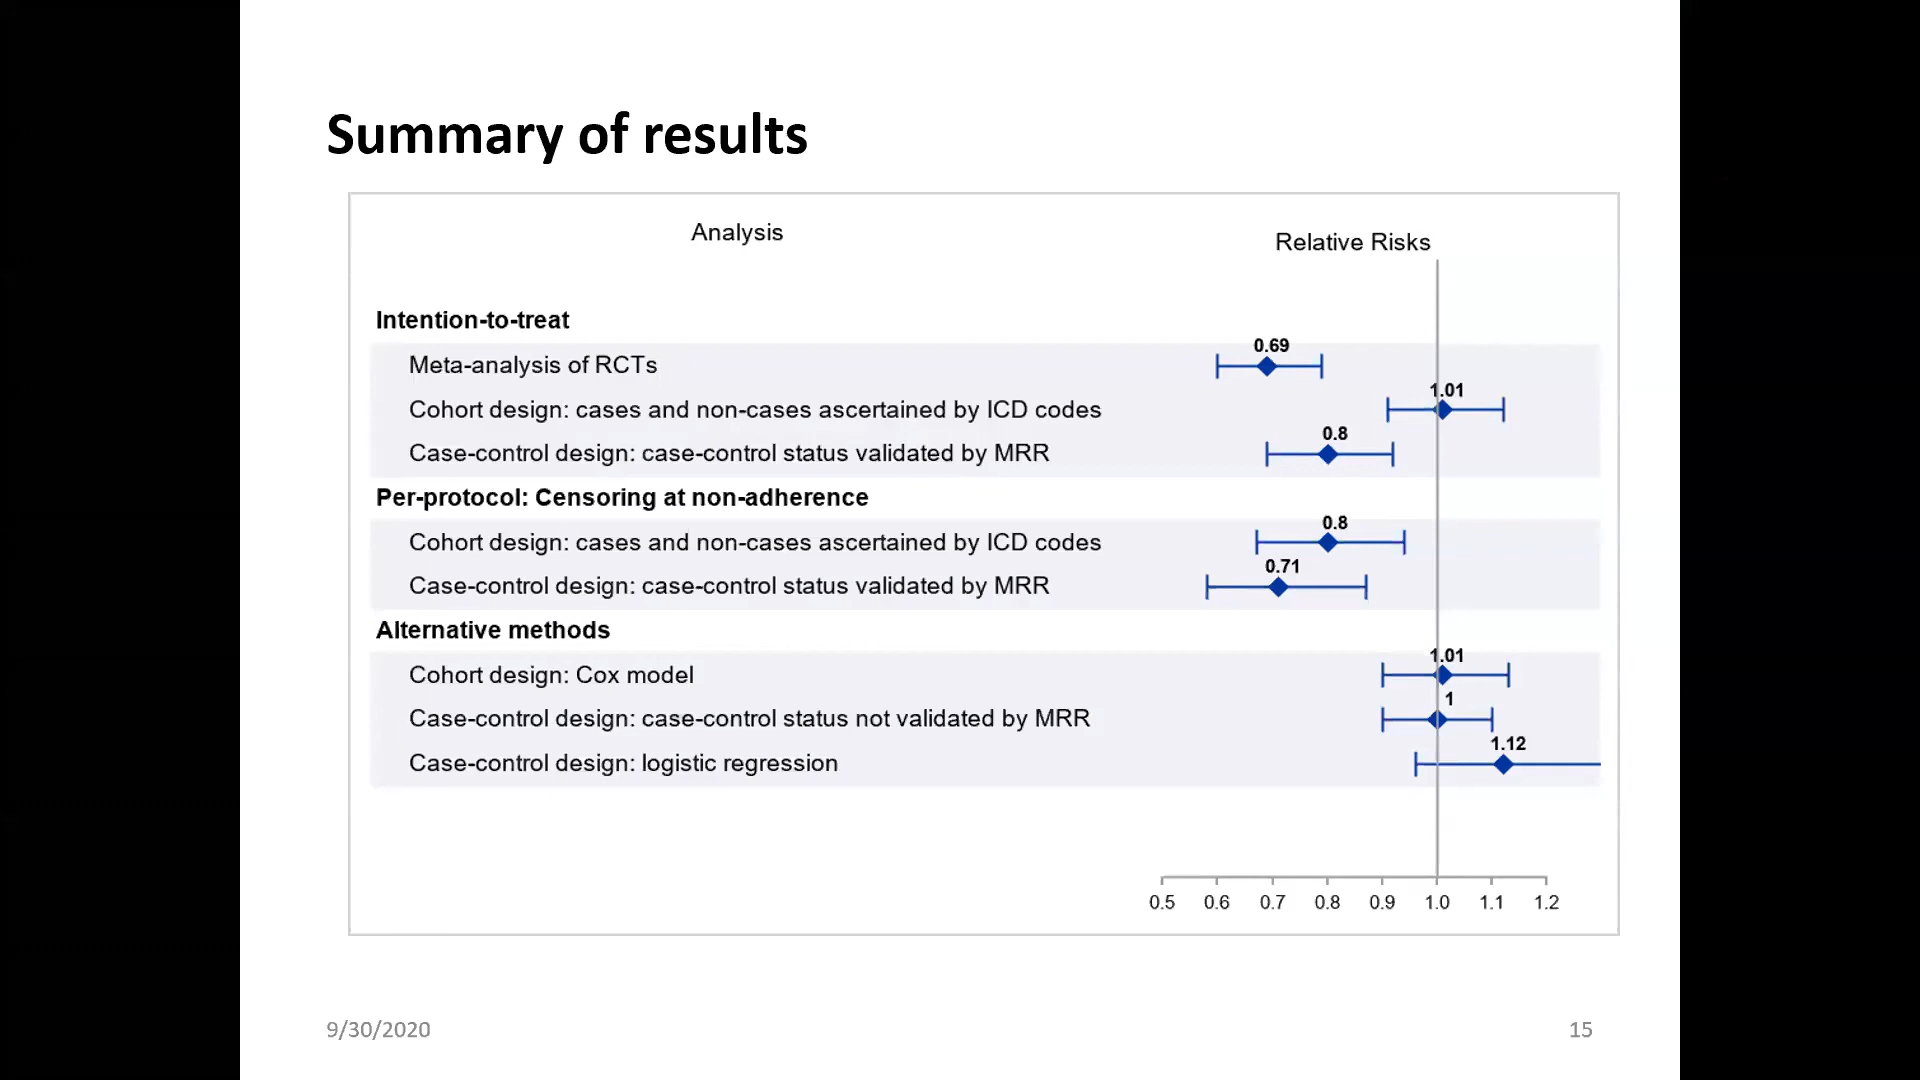 Summary of results
Analysis
Relative Risks
Intention-to-treat
0.69
Meta-analysis of RCTs
1.01
Cohort design: cases and non-cases ascertained by ICD codes
0.8
Case-control design: case-control status validated by MRR
Per-protocol: Censoring at non-adherence
0.8
Cohort design: cases and non-cases ascertained by ICD codes
0.71
Case-control design: case-control status validated by MRR
Alternative methods
1.01
Cohort design: Cox model
1
Case-control design: case-control status not validated by MRR
1.12
Case-control design: logistic regression
0.5 0.6 0.7 0.8 0.9 1.0 1.1 1.2
9/30/2020
15